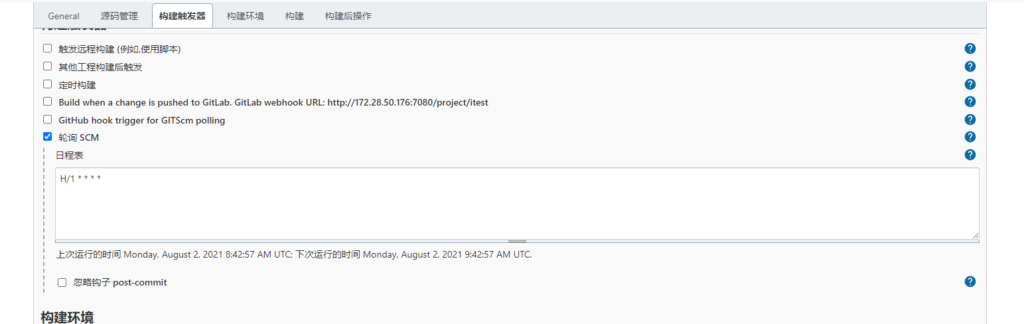 General 源码管理 构建触发器 构建环境 构建 构建后操作
构建触发器
触发远程构建 (例如,使用脚本)
其他工程构建后触发
定时构建
Build when a change is pushed to GitLab. GitLab webhook URL: http://172.28.50.176:7080/project/itest
GitHub hook trigger for GITScm polling
轮询 SCM
日程表
H/1 * * * *
上次运行的时间 Monday, August 2, 2021 8:42:57 AM UTC; 下次运行的时间 Monday, August 2, 2021 9:42:57 AM UTC.
忽略钩子 post-commit
构建环境